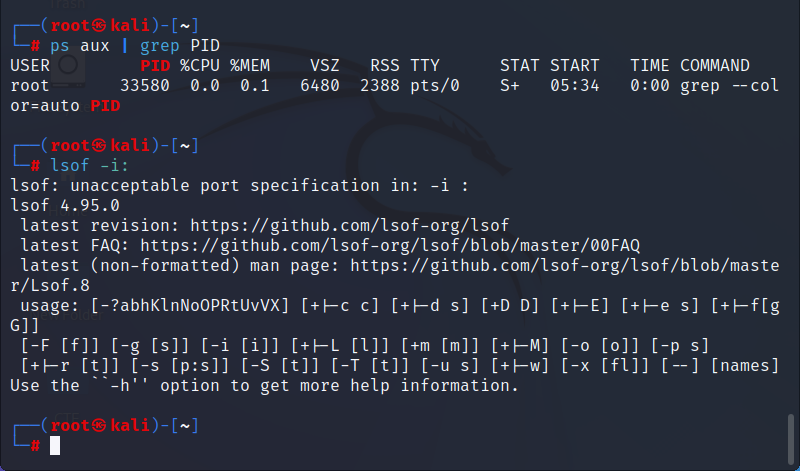 ┌──(root㉿kali)-[~]
└─# ps aux | grep PID
USER         PID %CPU %MEM    VSZ   RSS TTY      STAT START   TIME COMMAND
root       33580  0.0  0.1   6480  2388 pts/0    S+   05:34   0:00 grep --col
or=auto PID
┌──(root㉿kali)-[~]
└─# lsof -i:
lsof: unacceptable port specification in: -i :
lsof 4.95.0
 latest revision: https://github.com/lsof-org/lsof
 latest FAQ: https://github.com/lsof-org/lsof/blob/master/00FAQ
 latest (non-formatted) man page: https://github.com/lsof-org/lsof/blob/maste
r/Lsof.8
 usage: [-?abhKlnNoOPRtUvVX] [+|-c c] [+|-d s] [+D D] [+|-E] [+|-e s] [+|-f[g
G]]
 [-F [f]] [-g [s]] [-i [i]] [+|-L [l]] [+m [m]] [+|-M] [-o [o]] [-p s]
 [+|-r [t]] [-s [p:s]] [-S [t]] [-T [t]] [-u s] [+|-w] [-x [fl]] [--] [names]
Use the ``-h'' option to get more help information.
┌──(root㉿kali)-[~]
└─#